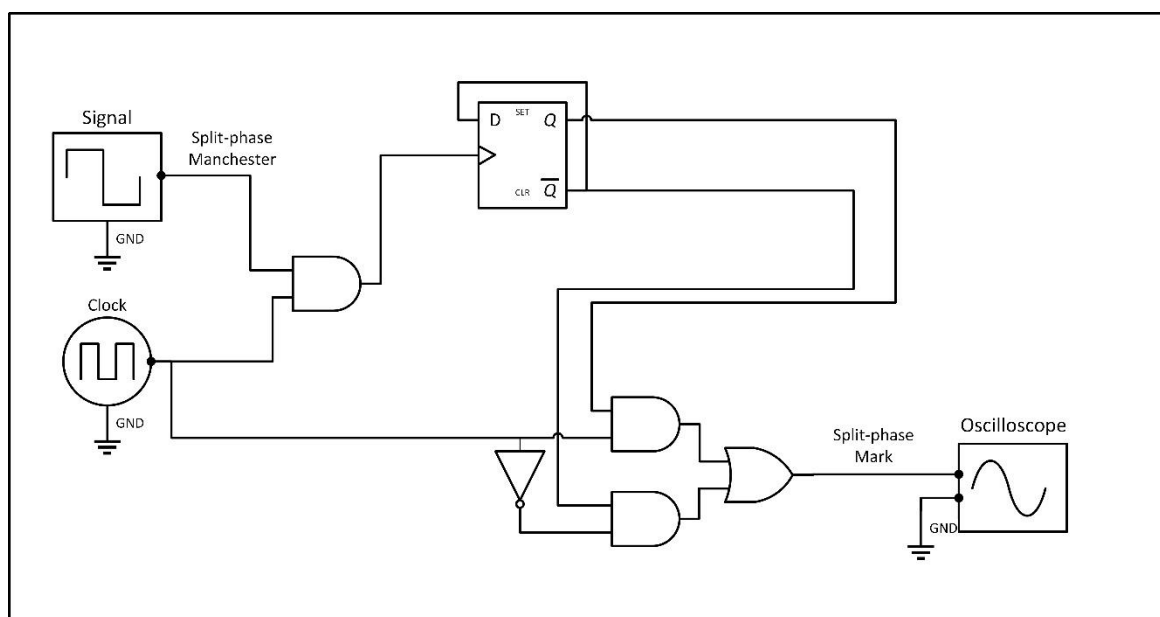 Signal
Split-phase
Manchester
GND
Clock
GND
D
SET
Q
CLR
Q
Split-phase
Mark
Oscilloscope
GND